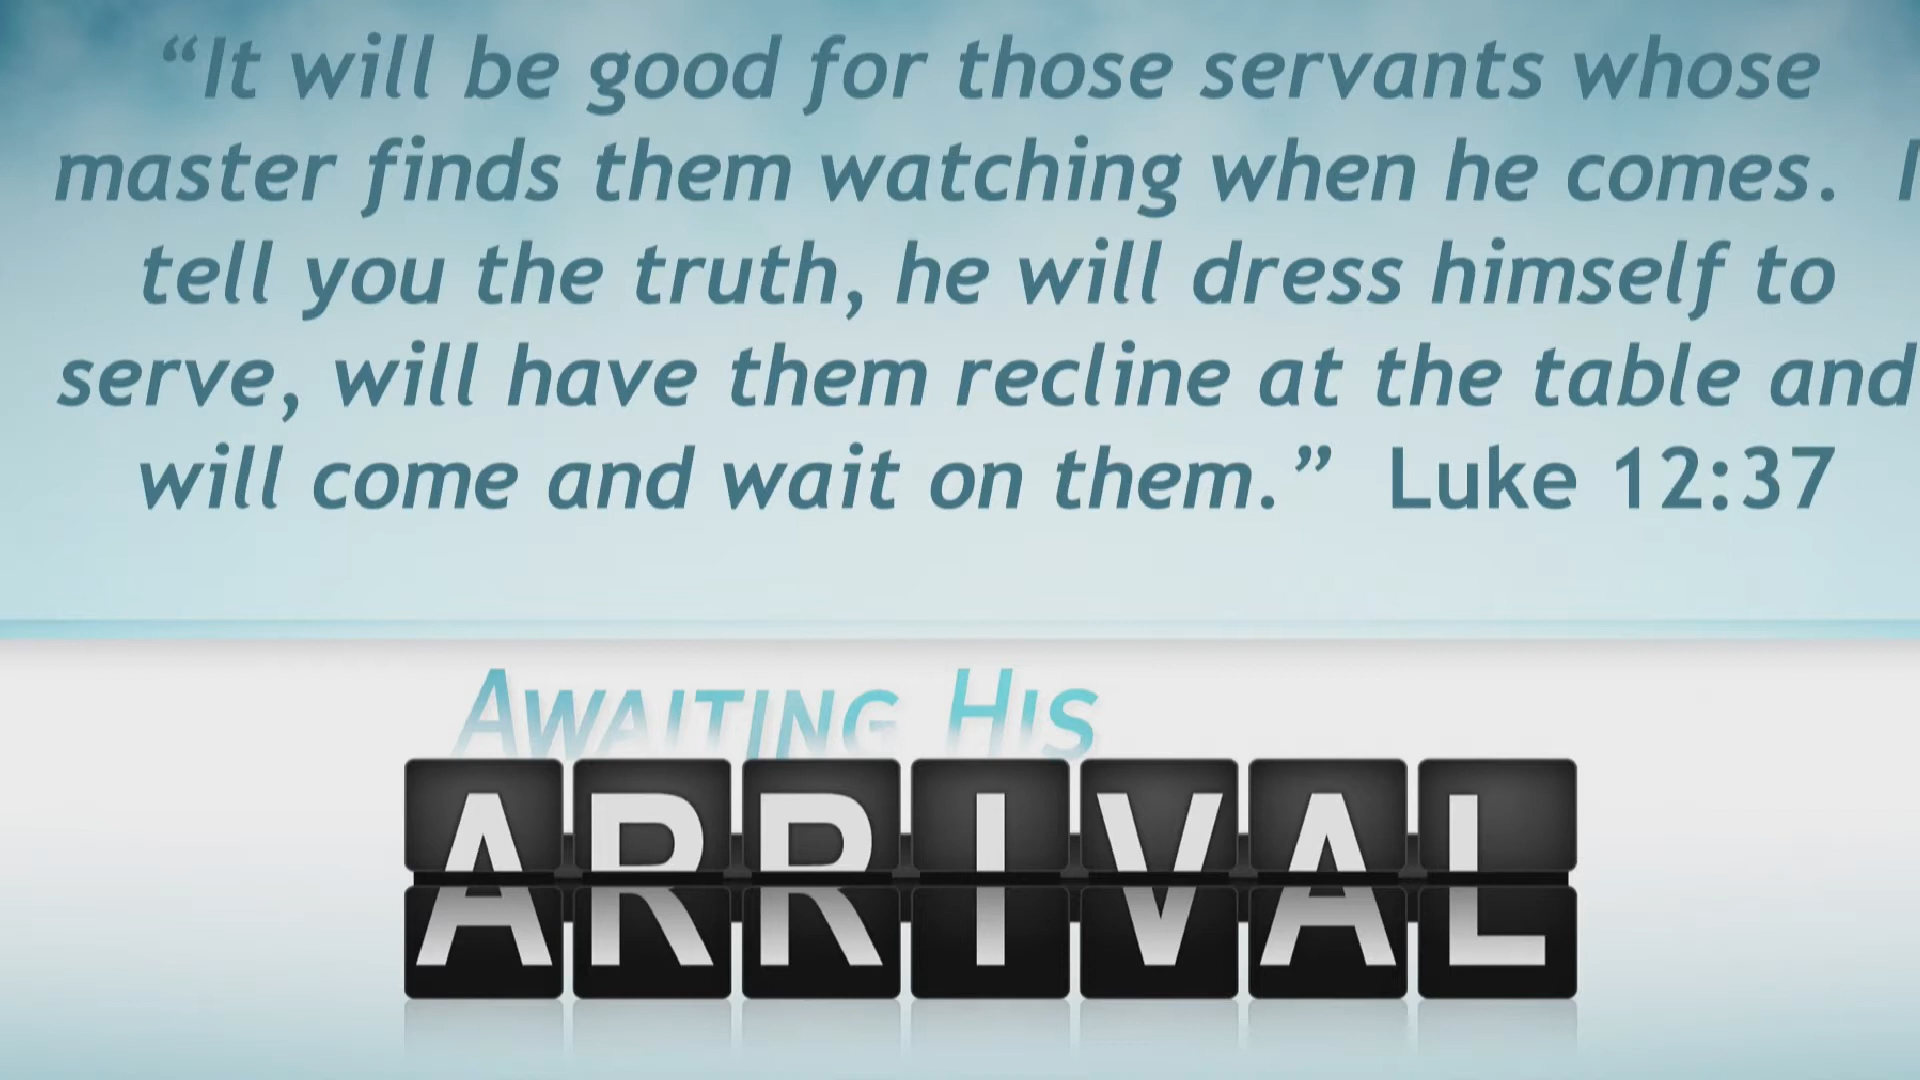 “It will be good for those servants whose
master finds them watching when he comes. I
tell you the truth, he will dress himself to
serve, will have them recline at the table and
will come and wait on them.” Luke 12:37
Awaiting His
ARRIVAL